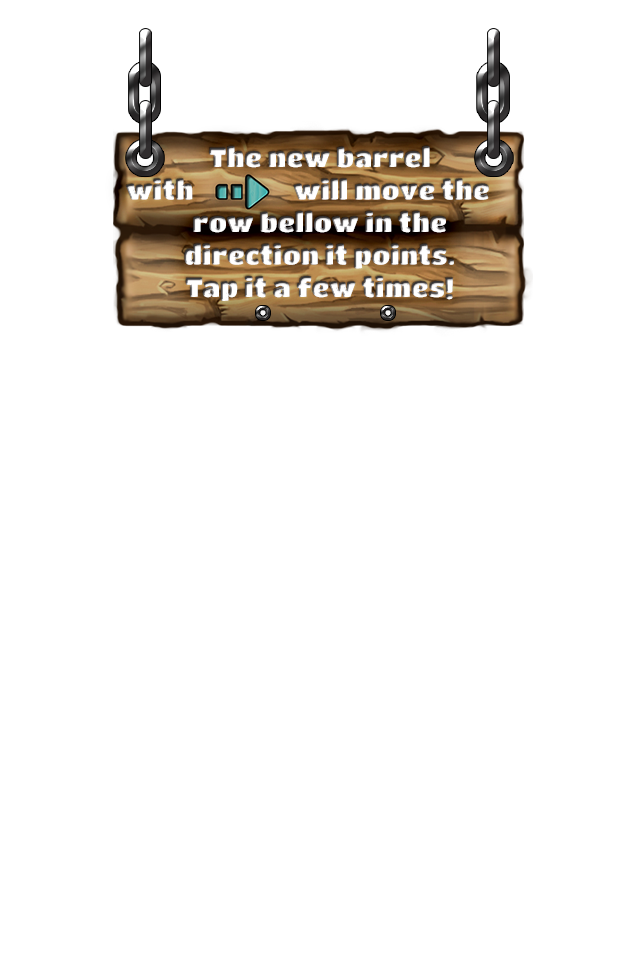 The new barrel
with will move the
row bellow in the
direction it points.
Tap it a few times!